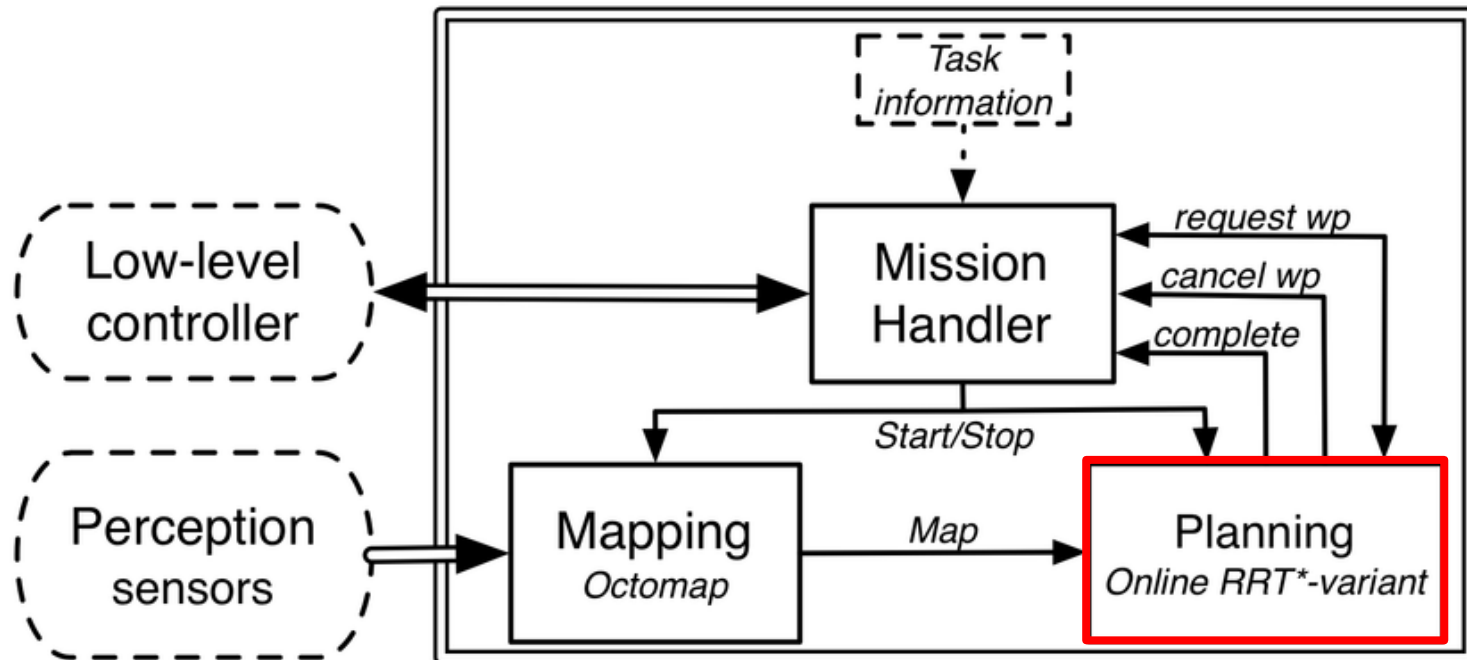 Task
information
Low-level
controller
Mission
Handler
request wp
cancel wp
complete
Start/Stop
Perception
sensors
Mapping
Octomap
Map
Planning
Online RRT*-variant